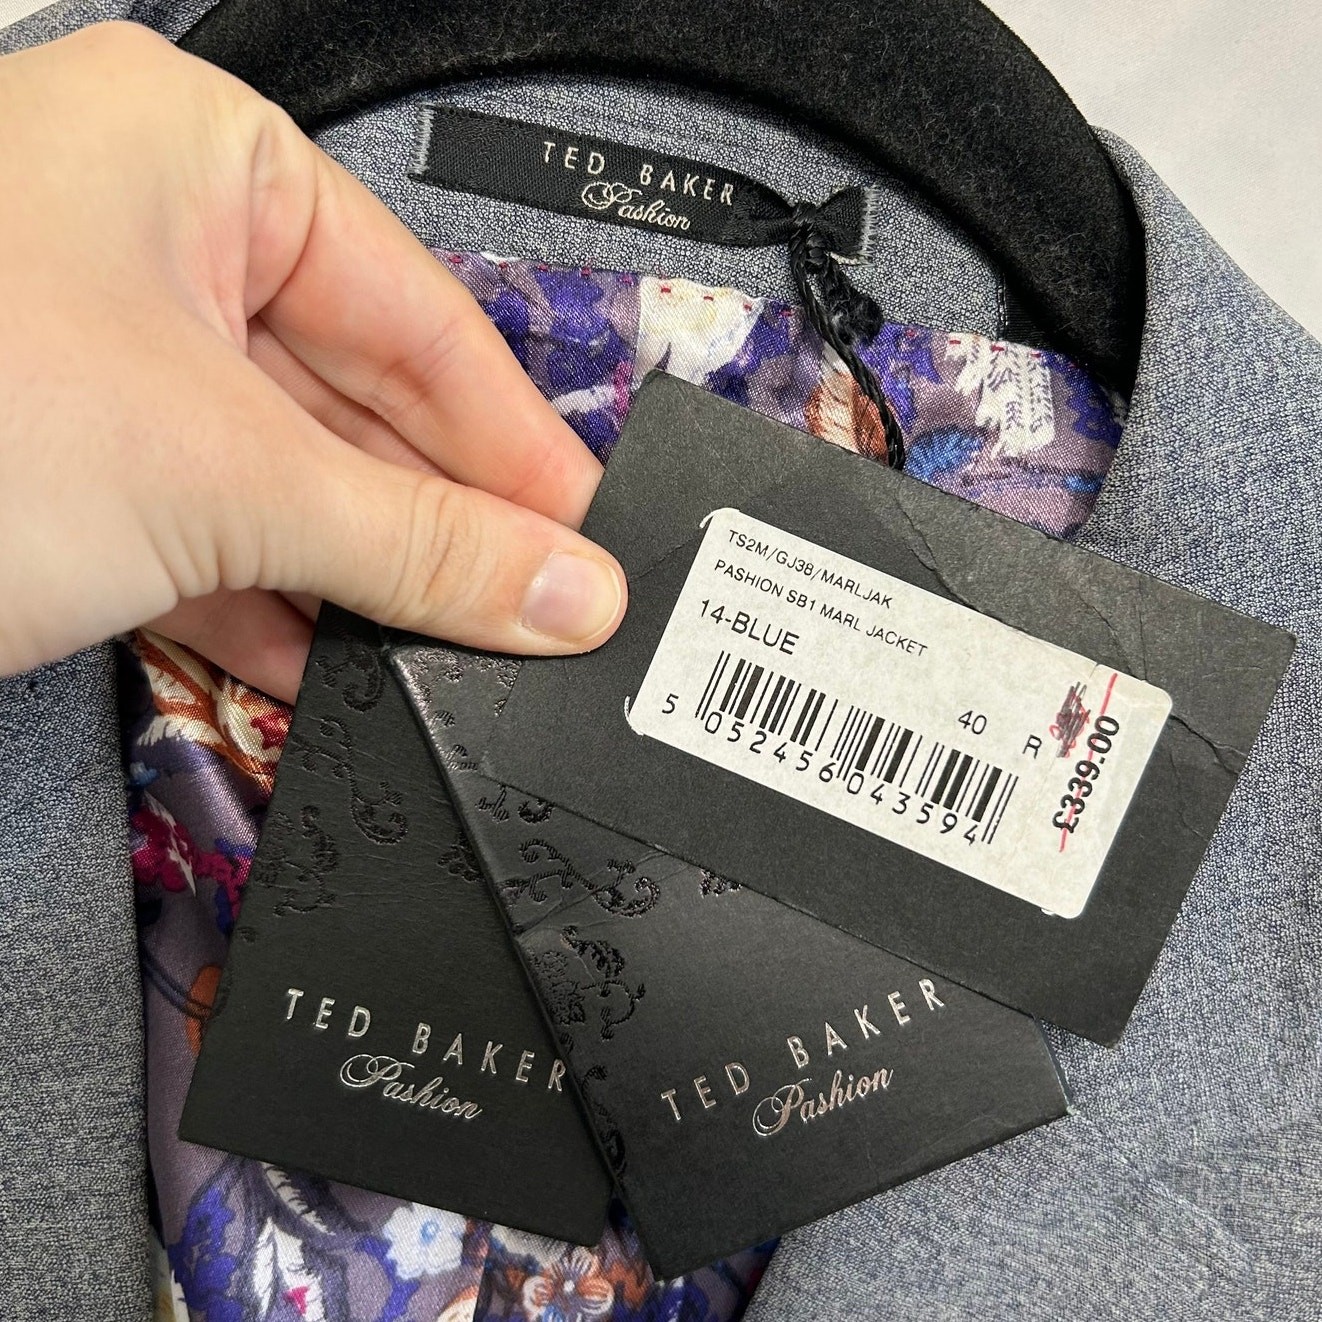 TED BAKER
Pashion
TS2M/GJ38/MARLJAK
PASHION SB1 MARL JACKET
14-BLUE
40 R
£339.00
5 052456 043594
TED BAKER
Pashion
TED BAKER
Pashion